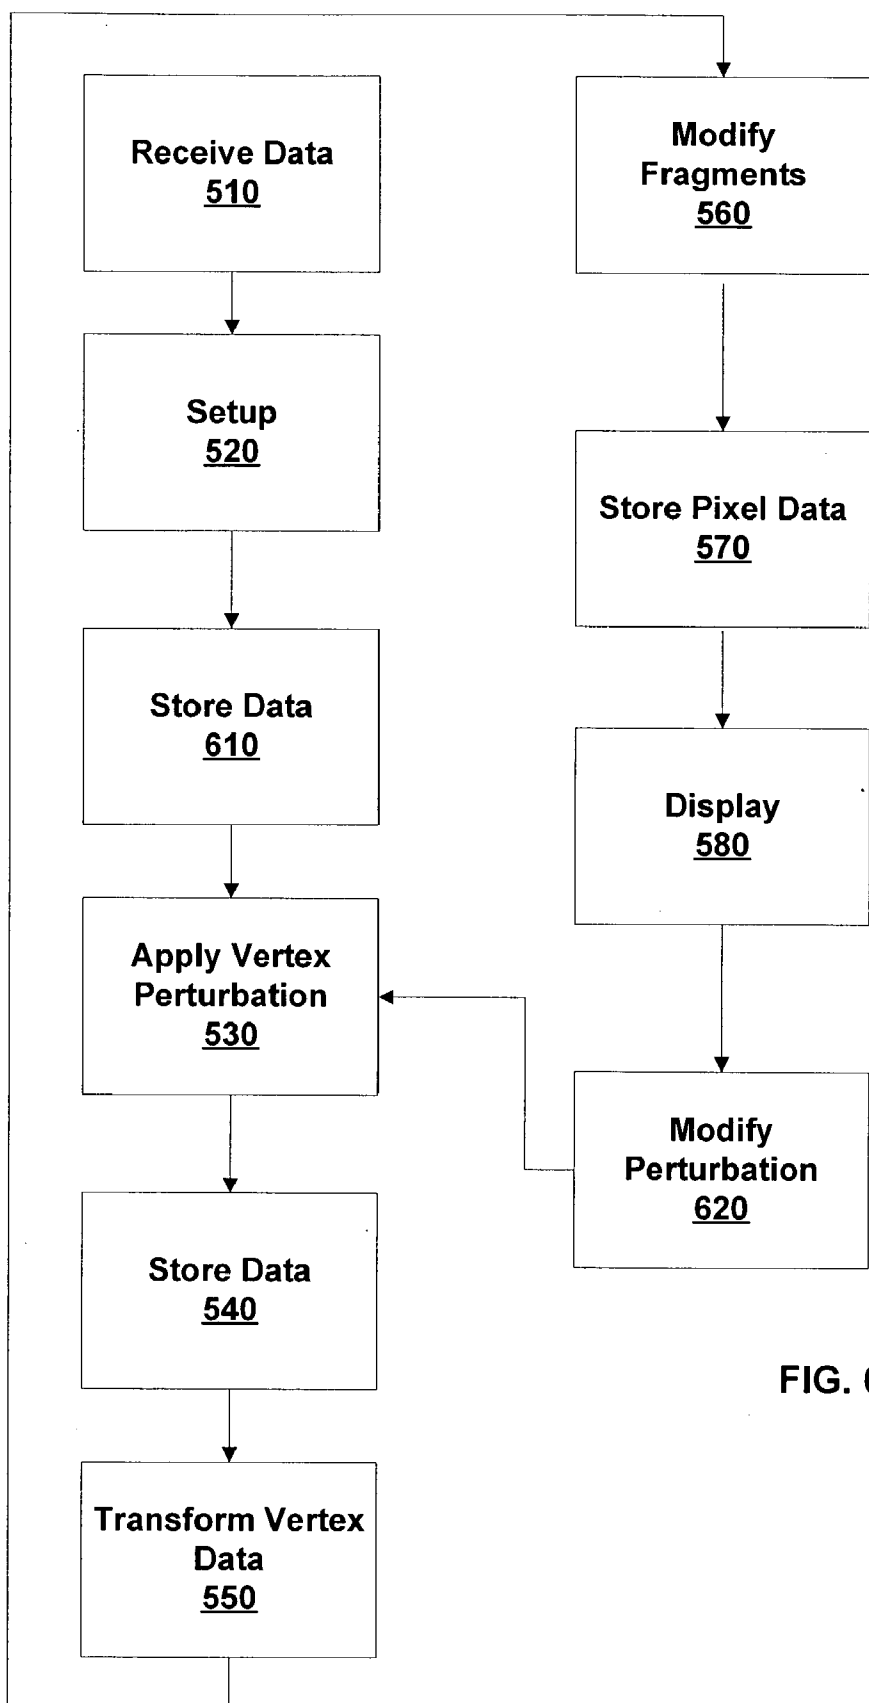 Receive Data
510
Setup
520
Store Data
610
Apply Vertex
Perturbation
530
Store Data
540
Transform Vertex
Data
550
Modify
Fragments
560
Store Pixel Data
570
Display
580
Modify
Perturbation
620
FIG.